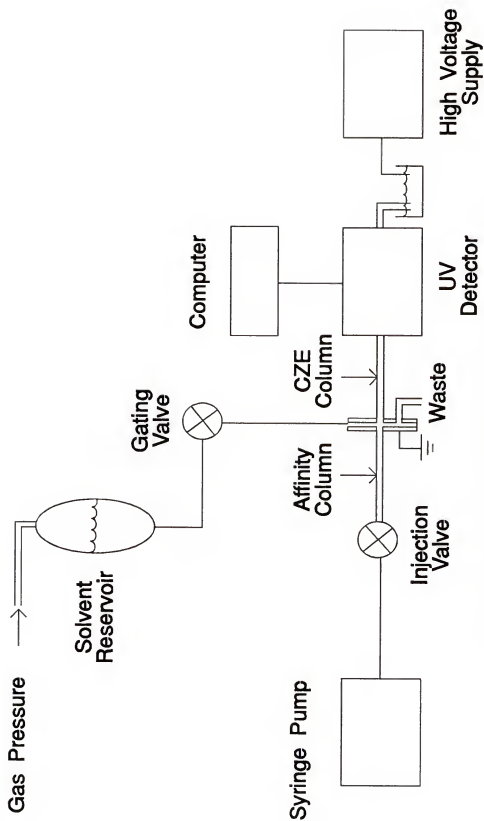 Gas Pressure
Solvent
Reservoir
Gating
Valve
Computer
Syringe Pump
Injection
Valve
Affinity
Column
CZE
Column
Waste
UV
Detector
High Voltage
Supply